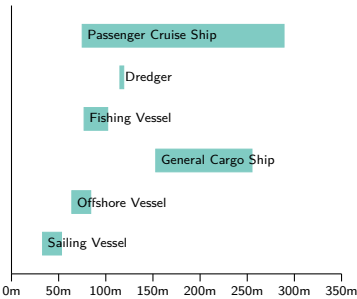 Passenger Cruise Ship
Dredger
Fishing Vessel
General Cargo Ship
Offshore Vessel
Sailing Vessel
0m 50m 100m 150m 200m 250m 300m 350m